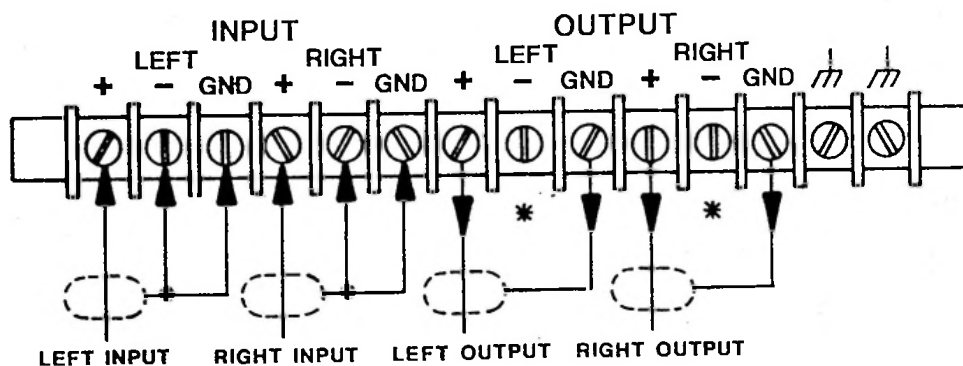 INPUT OUTPUT
LEFT RIGHT LEFT RIGHT
+ − GND + − GND + − GND + − GND
* *
LEFT INPUT RIGHT INPUT LEFT OUTPUT RIGHT OUTPUT